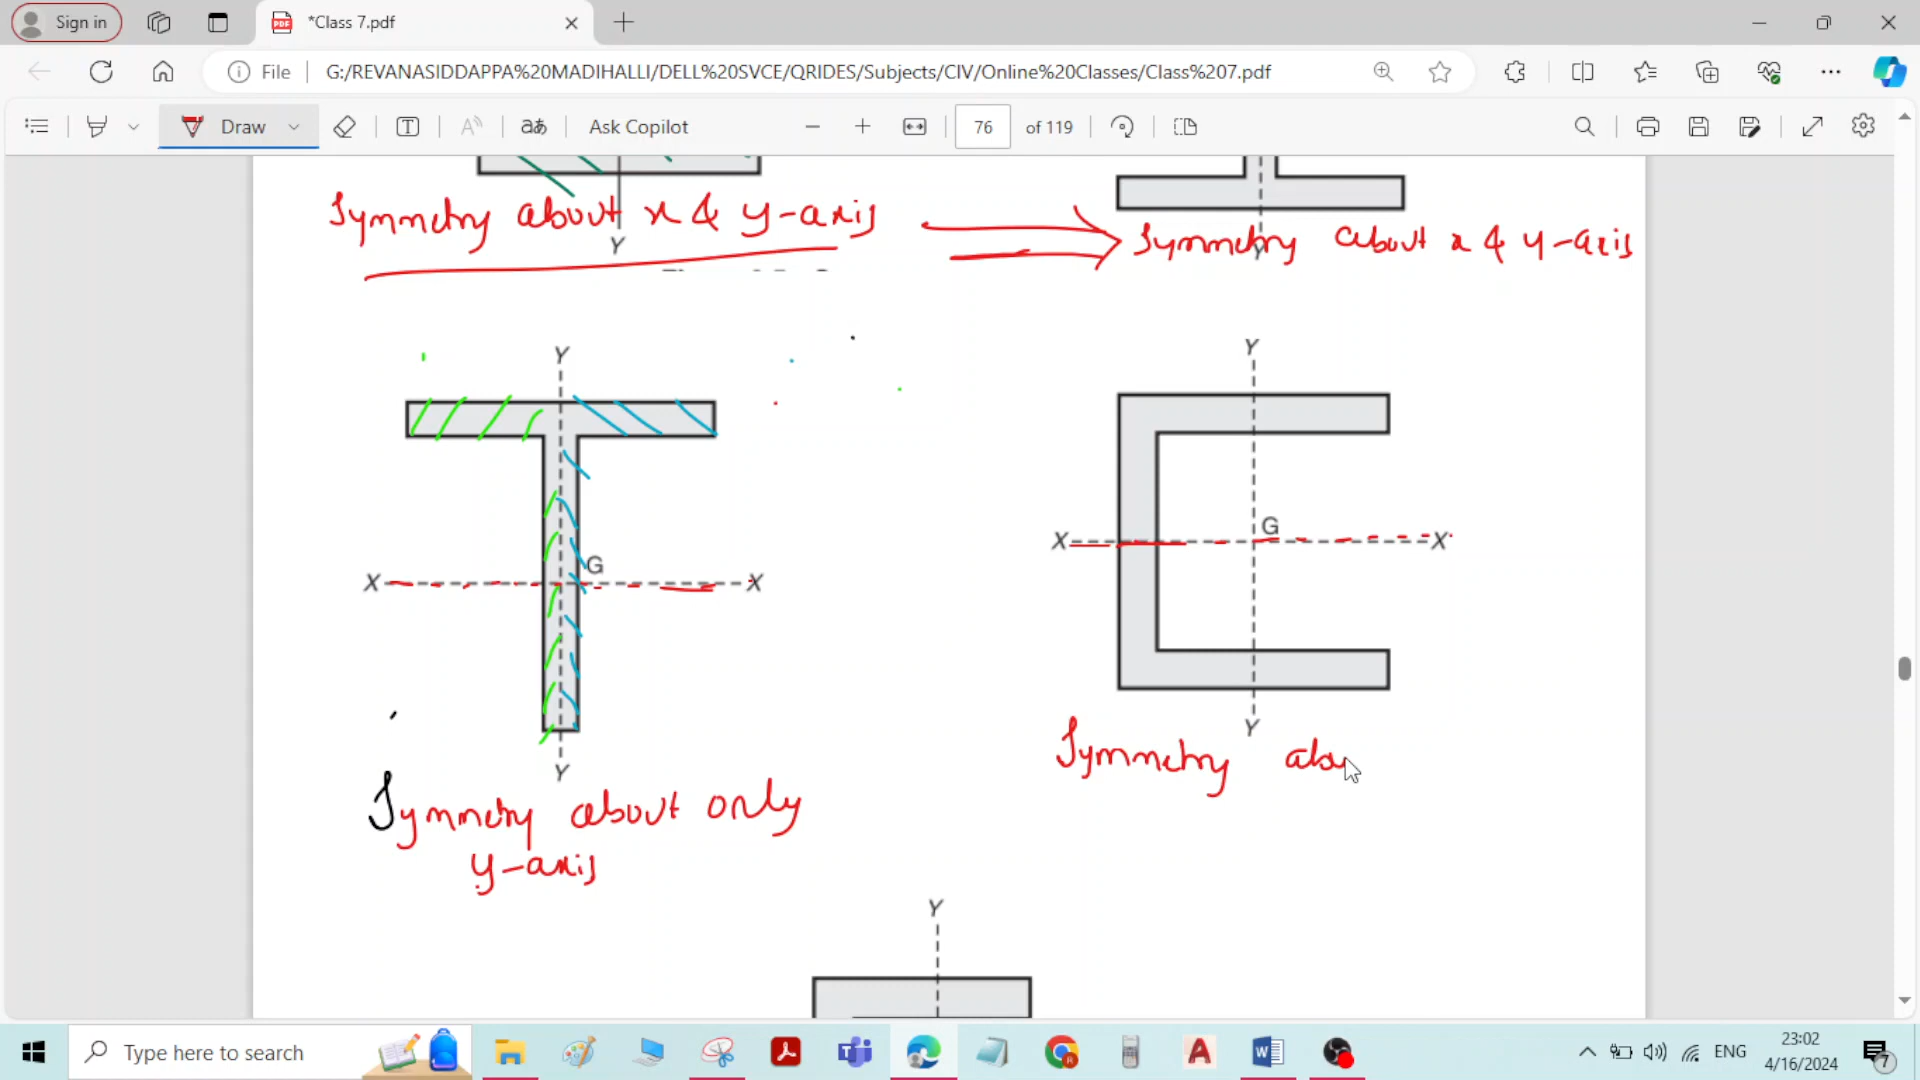 Sign in
*Class 7.pdf
File
G:/REVANASIDDAPPA%20MADIHALLI/DELL%20SVCE/QRIDES/Subjects/CIV/Online%20Classes/Class%207.pdf
Draw
Ask Copilot
76 of 119
Symmetry about x & y-axis
Y
Symmetry about x & y-axis
Y
Y
G
X
X
Y
Symmetry about only
y-axis
Y
G
X
X
Y
Symmetry abou
Y
Type here to search
ENG
23:02
4/16/2024
7